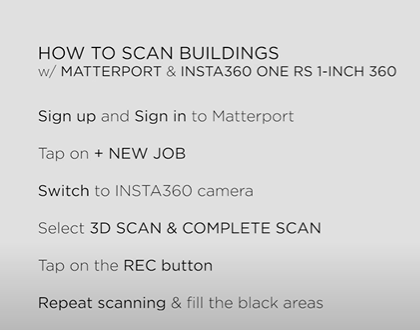 HOW TO SCAN BUILDINGS
w/ MATTERPORT & INSTA360 ONE RS 1-INCH 360
Sign up and Sign in to Matterport
Tap on + NEW JOB
Switch to INSTA360 camera
Select 3D SCAN & COMPLETE SCAN
Tap on the REC button
Repeat scanning & fill the black areas